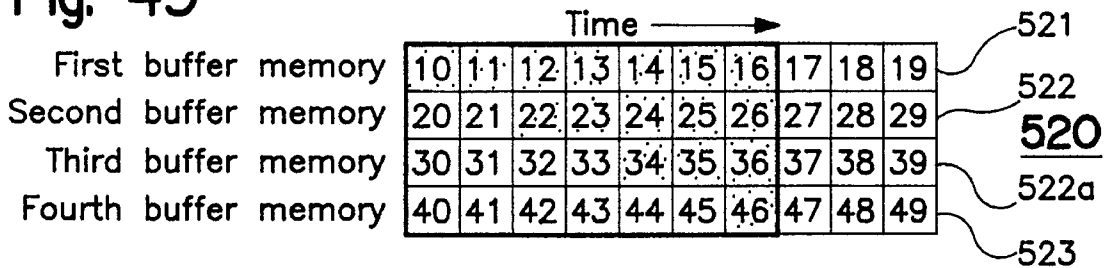 Fig. 49
Time
First buffer memory 10 11 12 13 14 15 16 17 18 19 521
Second buffer memory 20 21 22 23 24 25 26 27 28 29 522
520
Third buffer memory 30 31 32 33 34 35 36 37 38 39 522a
Fourth buffer memory 40 41 42 43 44 45 46 47 48 49 523